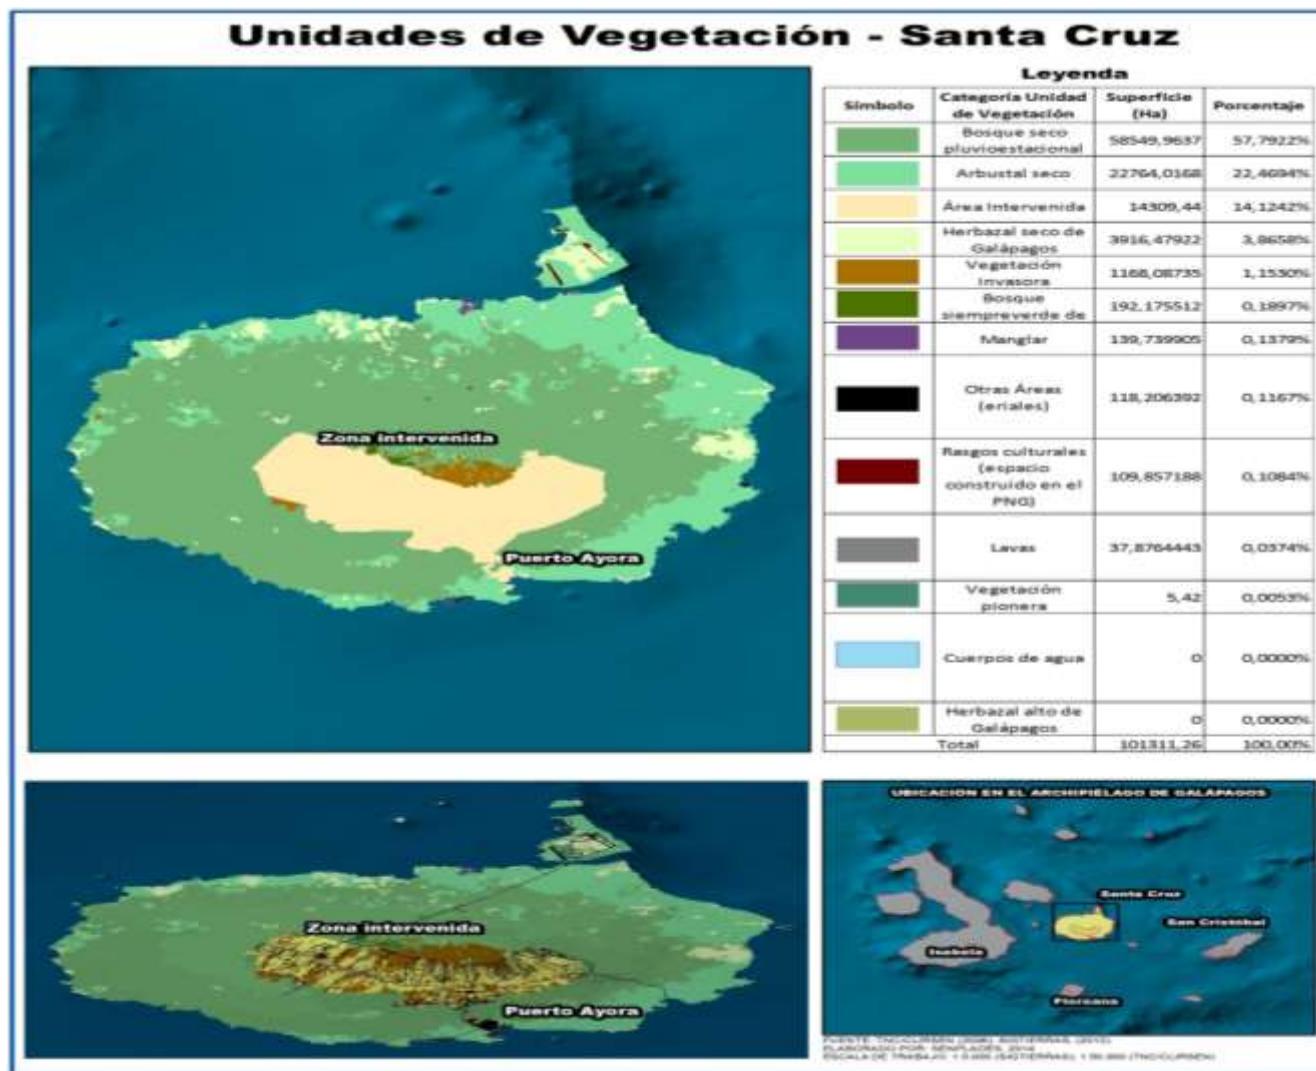 Unidades de Vegetación - Santa Cruz
Leyenda
Símbolo Categoría Unidad de Vegetación Superficie (Ha) Porcentaje
Bosque seco pluvioestacional 58549,9637 57,7922%
Arbustal seco 22764,0168 22,4694%
Área Intervenida 14309,44 14,1242%
Herbazal seco de Galápagos 3916,47922 3,8658%
Vegetación Invasora 1168,08735 1,1530%
Bosque siempreverde de 192,175512 0,1897%
Manglar 139,739905 0,1379%
Otras Áreas (eriales) 118,206392 0,1167%
Rasgos culturales (espacio construido en el PNG) 109,857188 0,1084%
Lavas 37,8764443 0,0374%
Vegetación pionera 5,42 0,0053%
Cuerpos de agua 0 0,0000%
Herbazal alto de Galápagos 0 0,0000%
Total 101311,26 100,00%
Zona intervenida
Puerto Ayora
Zona intervenida
Puerto Ayora
UBICACIÓN EN EL ARCHIPIÉLAGO DE GALÁPAGOS
Santa Cruz
San Cristóbal
Isabela
Floreana
ELABORADO POR: SENPLADES, 2014